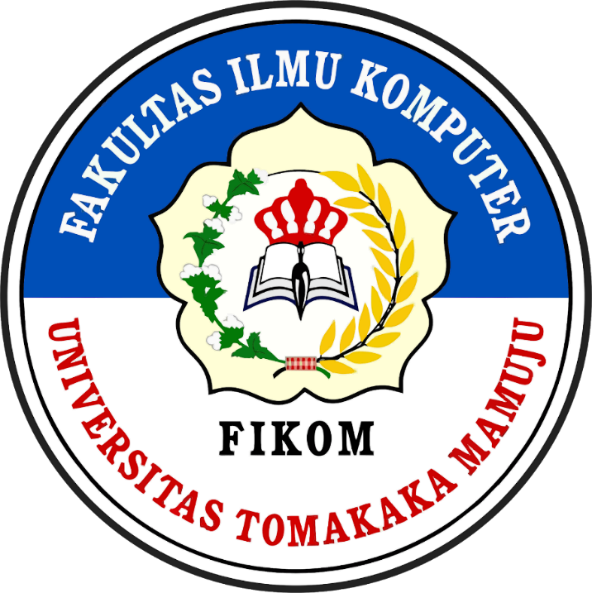 FAKULTAS ILMU KOMPUTER
FIKOM
UNIVERSITAS TOMAKAKA MAMUJU